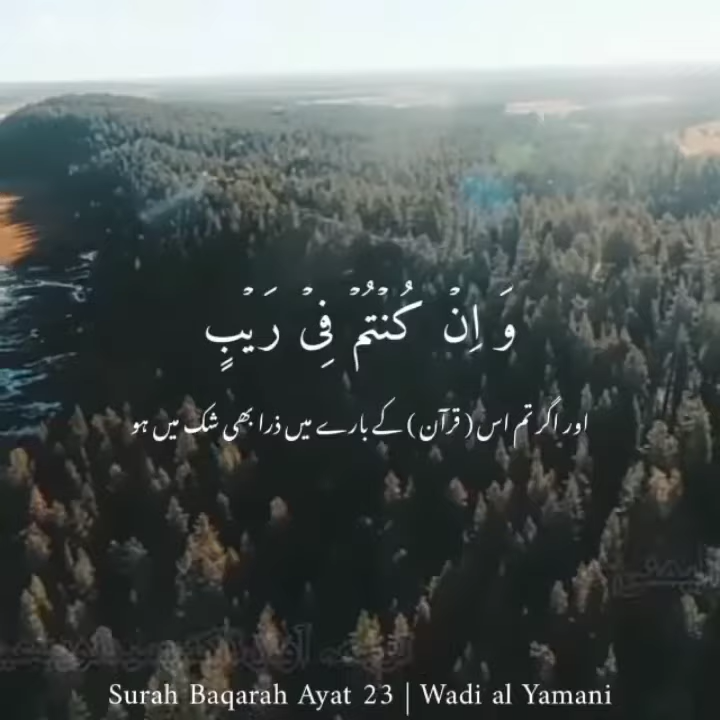 وَ اِنۡ كُنۡتُمۡ فِىۡ رَيۡبٍ
اور اگر تم اس (قرآن) کے بارے میں ذرا بھی شک میں ہو
Surah Baqarah Ayat 23 | Wadi al Yamani